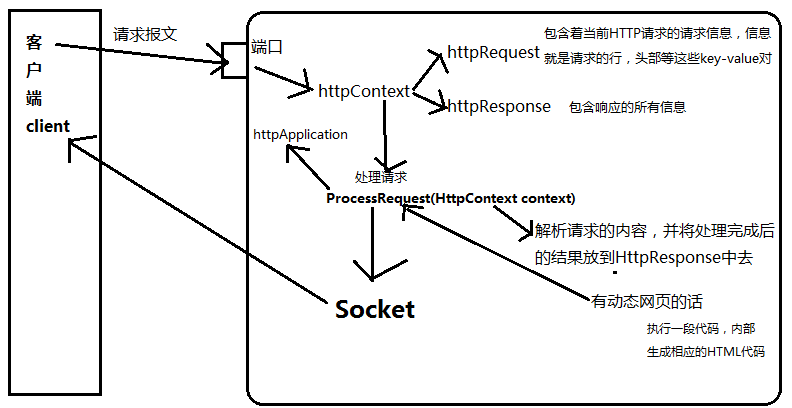 客
户
端
client
请求报文
端口
httpContext
httpRequest
包含着当前HTTP请求的请求信息，信息
就是请求的行，头部等这些key-value对
httpResponse
包含响应的所有信息
httpApplication
处理请求
ProcessRequest(HttpContext context)
解析请求的内容，并将处理完成后
的结果放到HttpResponse中去
Socket
有动态网页的话
执行一段代码，内部
生成相应的HTML代码